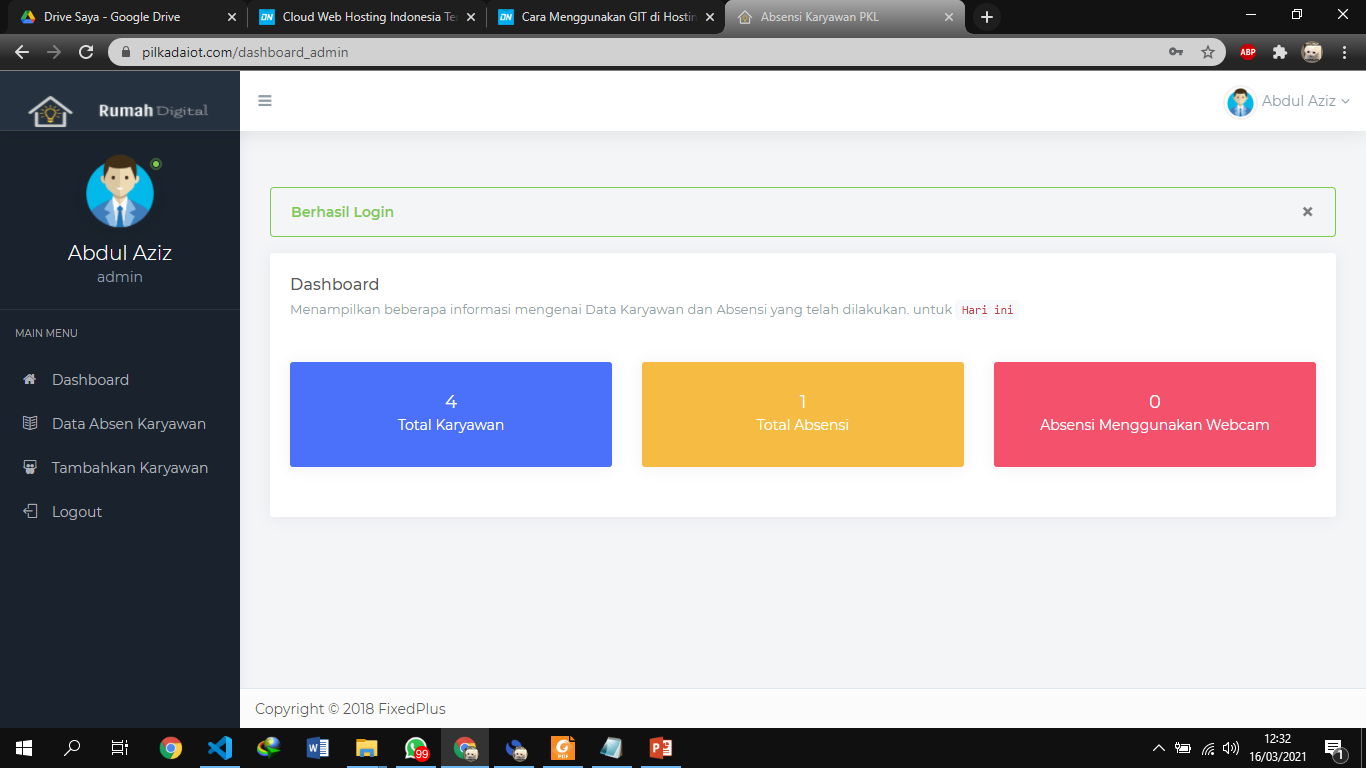 Drive Saya - Google Drive
Cloud Web Hosting Indonesia Te
Cara Menggunakan GIT di Hostin
Absensi Karyawan PKL
pilkadaiot.com/dashboard_admin
ABP
Rumah Digital
Abdul Aziz
Abdul Aziz
admin
MAIN MENU
Dashboard
Data Absen Karyawan
Tambahkan Karyawan
Logout
Berhasil Login
Dashboard
Menampilkan beberapa informasi mengenai Data Karyawan dan Absensi yang telah dilakukan. untuk Hari ini
4
Total Karyawan
1
Total Absensi
0
Absensi Menggunakan Webcam
Copyright © 2018 FixedPlus
99
PDF
12:32
16/03/2021
1